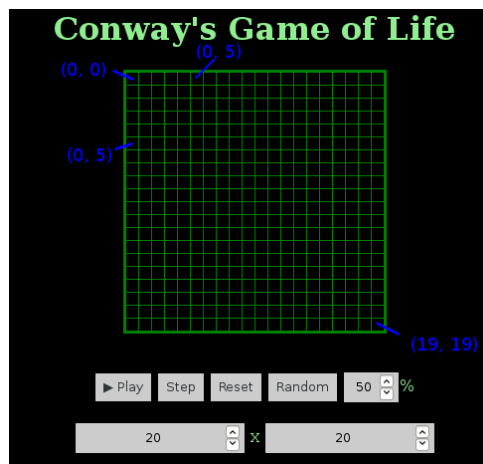 Conway's Game of Life
(0, 5)
(0, 0)
(0, 5)
(19, 19)
▶ Play Step Reset Random 50 %
20 x 20